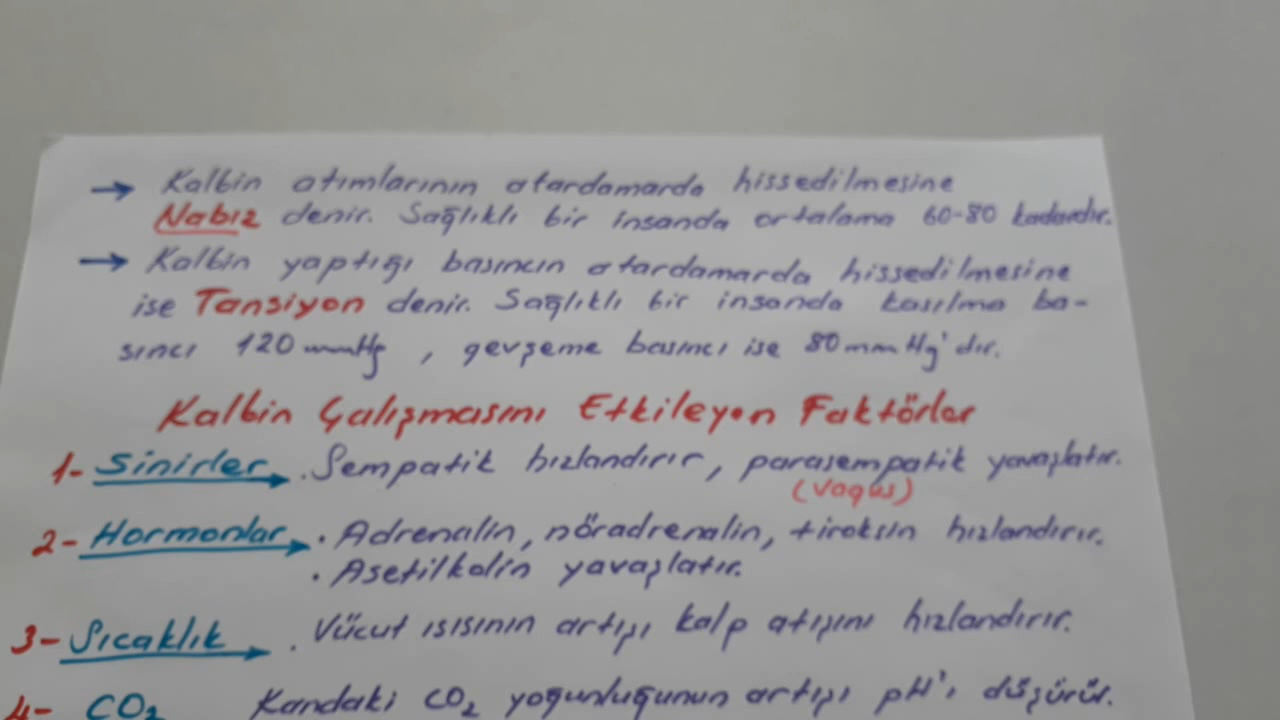 → Kalbin atımlarının atardamarda hissedilmesine
Nabız denir. Sağlıklı bir insanda ortalama 60-80 kadardır.
→ Kalbin yaptığı basıncın atardamarda hissedilmesine
ise Tansiyon denir. Sağlıklı bir insanda kasılma ba-
sıncı 120 mmHg, gevşeme basıncı ise 80 mmHg'dır.
Kalbin Çalışmasını Etkileyen Faktörler
1- Sinirler → . Sempatik hızlandırır, parasempatik yavaşlatır.
(vagus)
2- Hormonlar → • Adrenalin, nöradrenalin, tiroksin hızlandırır.
• Asetilkolin yavaşlatır.
3- Sıcaklık → . Vücut ısısının artışı kalp atışını hızlandırır.
4- CO₂ Kandaki CO₂ yoğunluğunun artışı pH'ı düşürür.